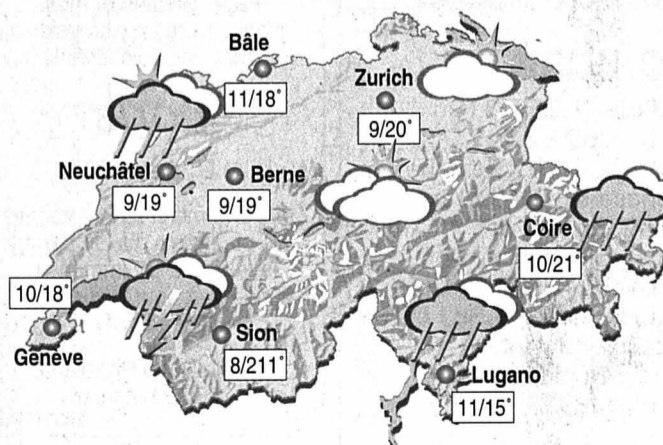 Bâle
11/18°
Zurich
9/20°
Neuchâtel
9/19°
Berne
9/19°
Coire
10/21°
10/18°
Genève
Sion
8/211°
Lugano
11/15°